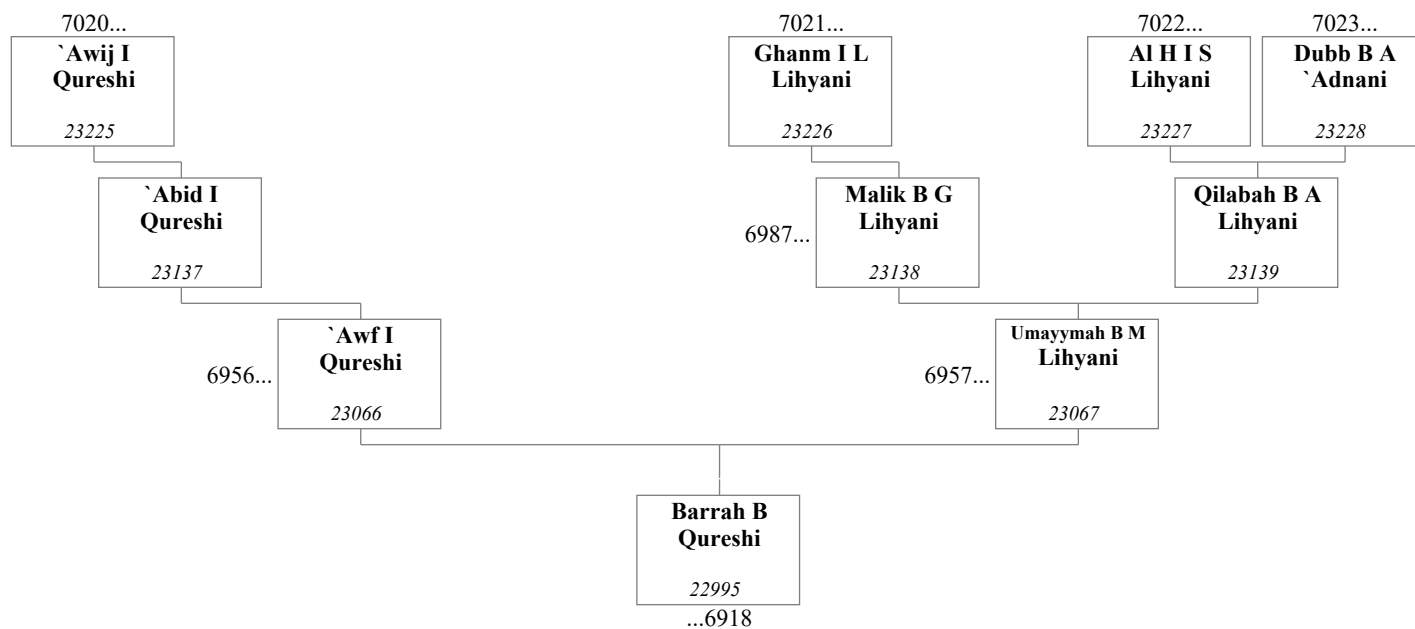 7020... 7021... 7022... 7023...
`Awij I
Qureshi
23225
Ghanm I L
Lihyani
23226
Al H I S
Lihyani
23227
Dubb B A
`Adnani
23228
`Abid I
Qureshi
23137
6987...
Malik B G
Lihyani
23138
Qilabah B A
Lihyani
23139
6956...
`Awf I
Qureshi
23066
6957...
Umayymah B M
Lihyani
23067
Barrah B
Qureshi
22995
...6918